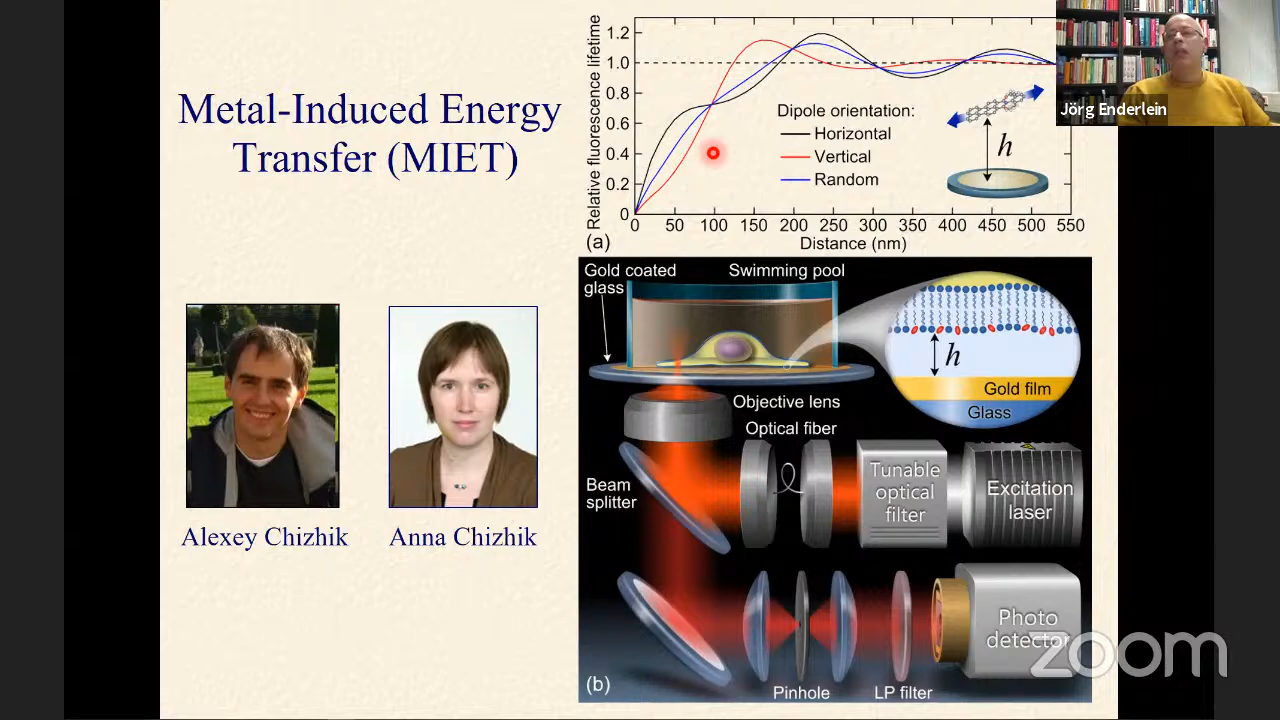 Metal-Induced Energy
Transfer (MIET)
Alexey Chizhik
Anna Chizhik
Relative fluorescence lifetime
1.2
1.0
0.8
0.6
0.4
0.2
0
0 50 100 150 200 250 300 350 400 450 500 550
Distance (nm)
(a)
Dipole orientation:
Horizontal
Vertical
Random
h
Jörg Enderlein
Gold coated
glass
Swimming pool
h
Gold film
Glass
Objective lens
Optical fiber
Beam
splitter
Tunable
optical
filter
Excitation
laser
Photo
detector
Pinhole
LP filter
(b)
zoom